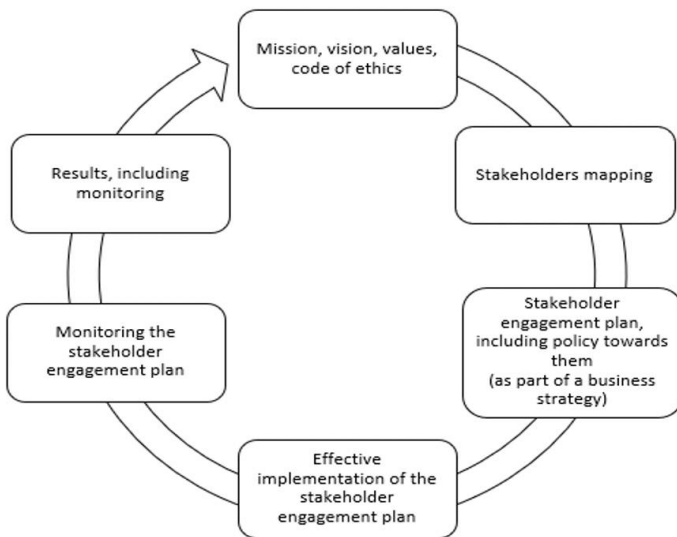 Mission, vision, values,
code of ethics
Stakeholders mapping
Stakeholder
engagement plan,
including policy towards
them
(as part of a business
strategy)
Effective
implementation of the
stakeholder
engagement plan
Monitoring the
stakeholder
engagement plan
Results, including
monitoring